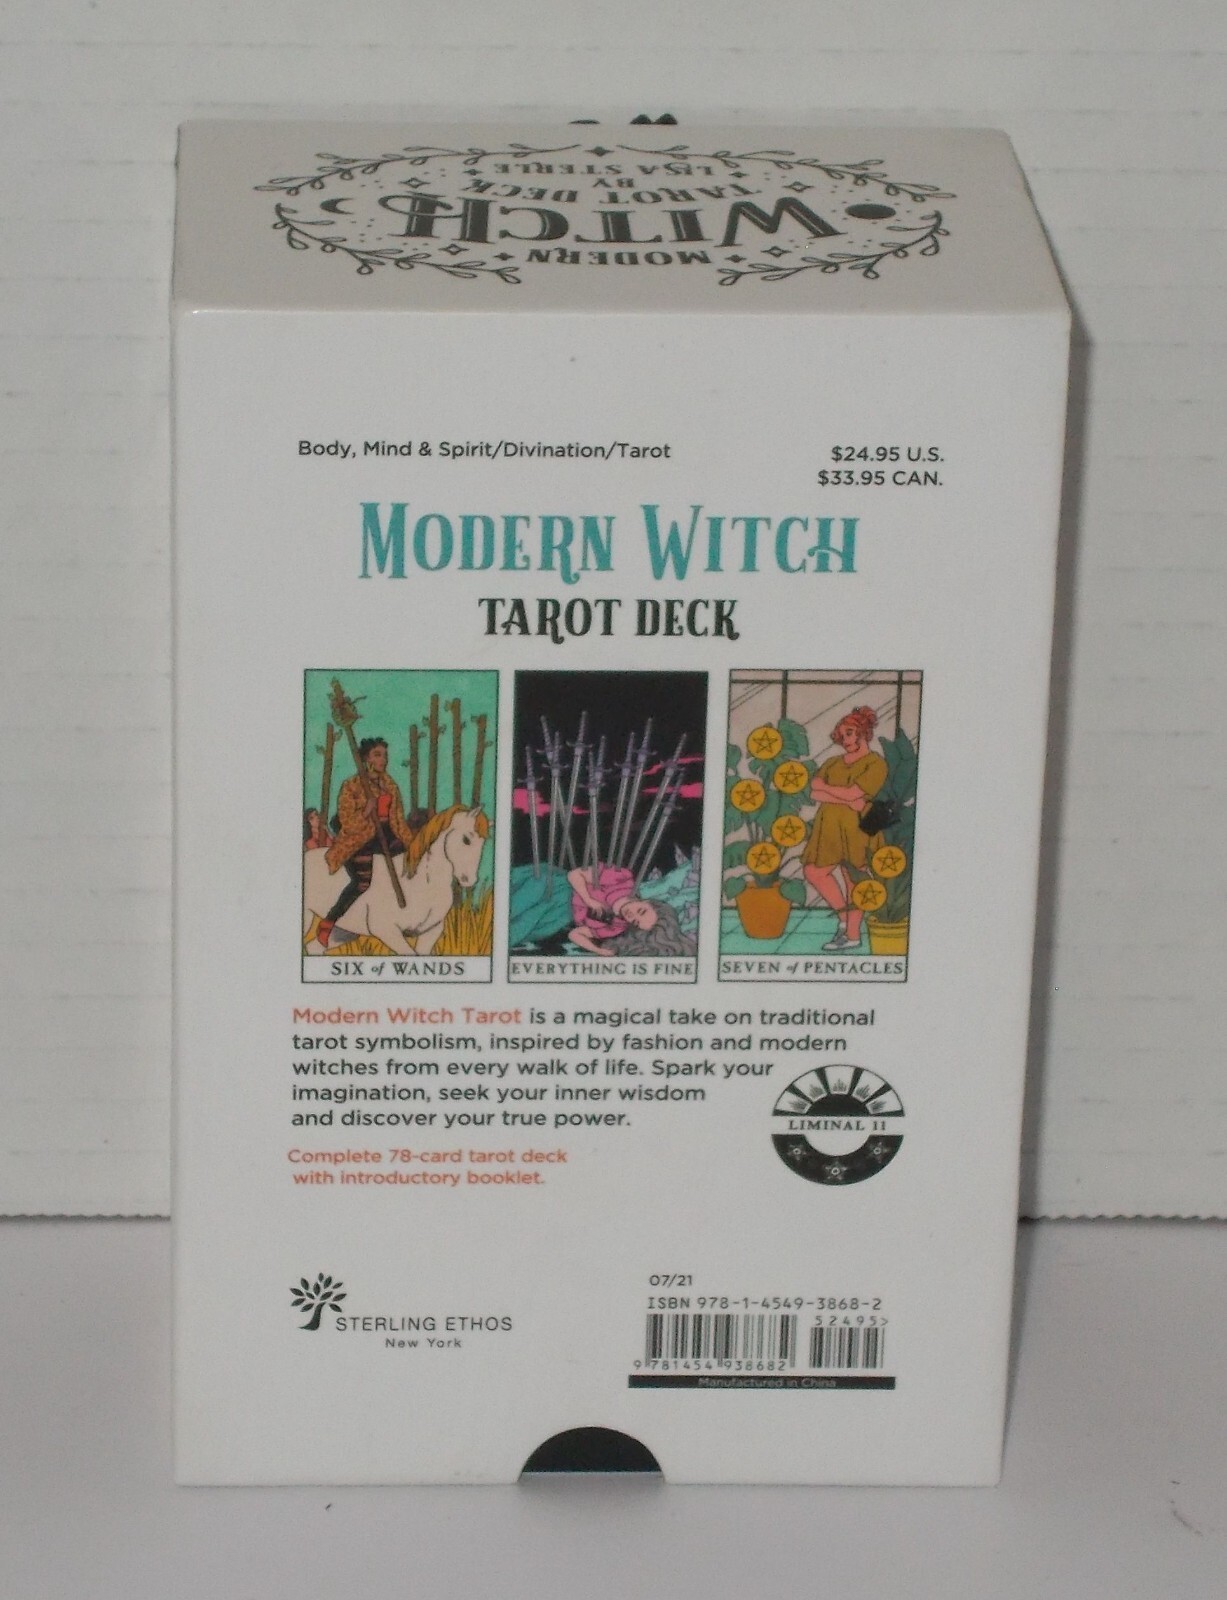 MODERN
WITCH
TAROT DECK
BY
LISA STERLE
Body, Mind & Spirit/Divination/Tarot
$24.95 U.S.
$33.95 CAN.
MODERN WITCH
TAROT DECK
SIX of WANDS
EVERYTHING IS FINE
SEVEN of PENTACLES
Modern Witch Tarot is a magical take on traditional
tarot symbolism, inspired by fashion and modern
witches from every walk of life. Spark your
imagination, seek your inner wisdom
and discover your true power.
LIMINAL 11
Complete 78-card tarot deck
with introductory booklet.
STERLING ETHOS
New York
07/21
ISBN 978-1-4549-3868-2
52495>
9 781454 938682
Manufactured in China